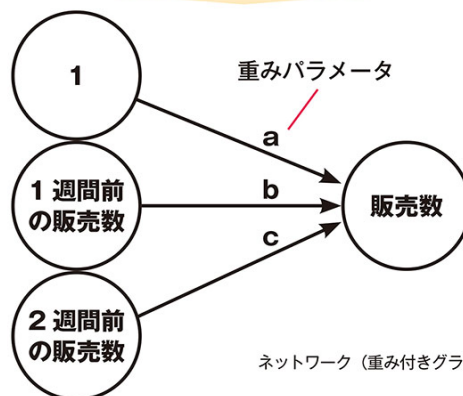 1
重みパラメータ
a
1 週間前
の販売数
b
販売数
c
2 週間前
の販売数
ネットワーク（重み付きグラ